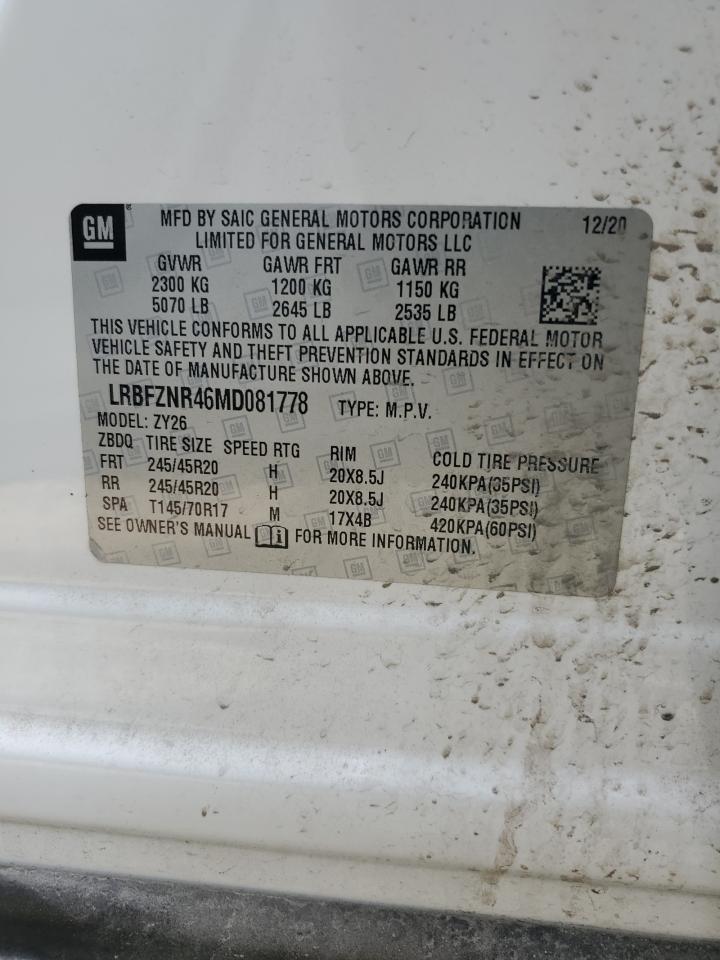 GM
MFD BY SAIC GENERAL MOTORS CORPORATION 12/20
LIMITED FOR GENERAL MOTORS LLC
GVWR GAWR FRT GAWR RR
2300 KG 1200 KG 1150 KG
5070 LB 2645 LB 2535 LB
THIS VEHICLE CONFORMS TO ALL APPLICABLE U.S. FEDERAL MOTOR
VEHICLE SAFETY AND THEFT PREVENTION STANDARDS IN EFFECT ON
THE DATE OF MANUFACTURE SHOWN ABOVE.
LRBFZNR46MD081778 TYPE: M.P.V.
MODEL: ZY26
ZBDQ TIRE SIZE SPEED RTG RIM COLD TIRE PRESSURE
FRT 245/45R20 H 20X8.5J 240KPA(35PSI)
RR 245/45R20 H 20X8.5J 240KPA(35PSI)
SPA T145/70R17 M 17X4B 420KPA(60PSI)
SEE OWNER'S MANUAL FOR MORE INFORMATION.